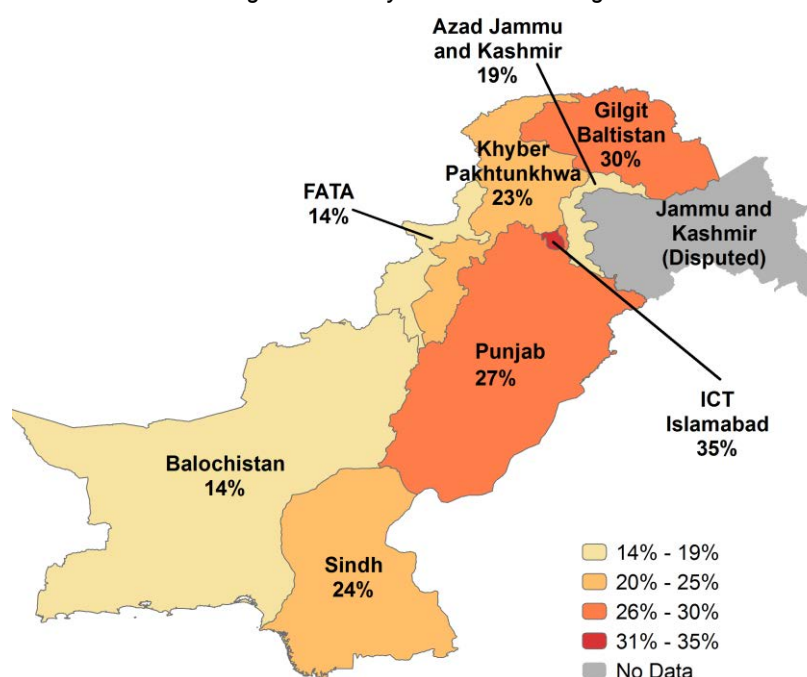 Azad Jammu
and Kashmir
19%
Gilgit
Baltistan
30%
Khyber
Pakhtunkhwa
23%
FATA
14%
Jammu and
Kashmir
(Disputed)
Punjab
27%
ICT
Islamabad
35%
Balochistan
14%
Sindh
24%
14% - 19%
20% - 25%
26% - 30%
31% - 35%
No Data